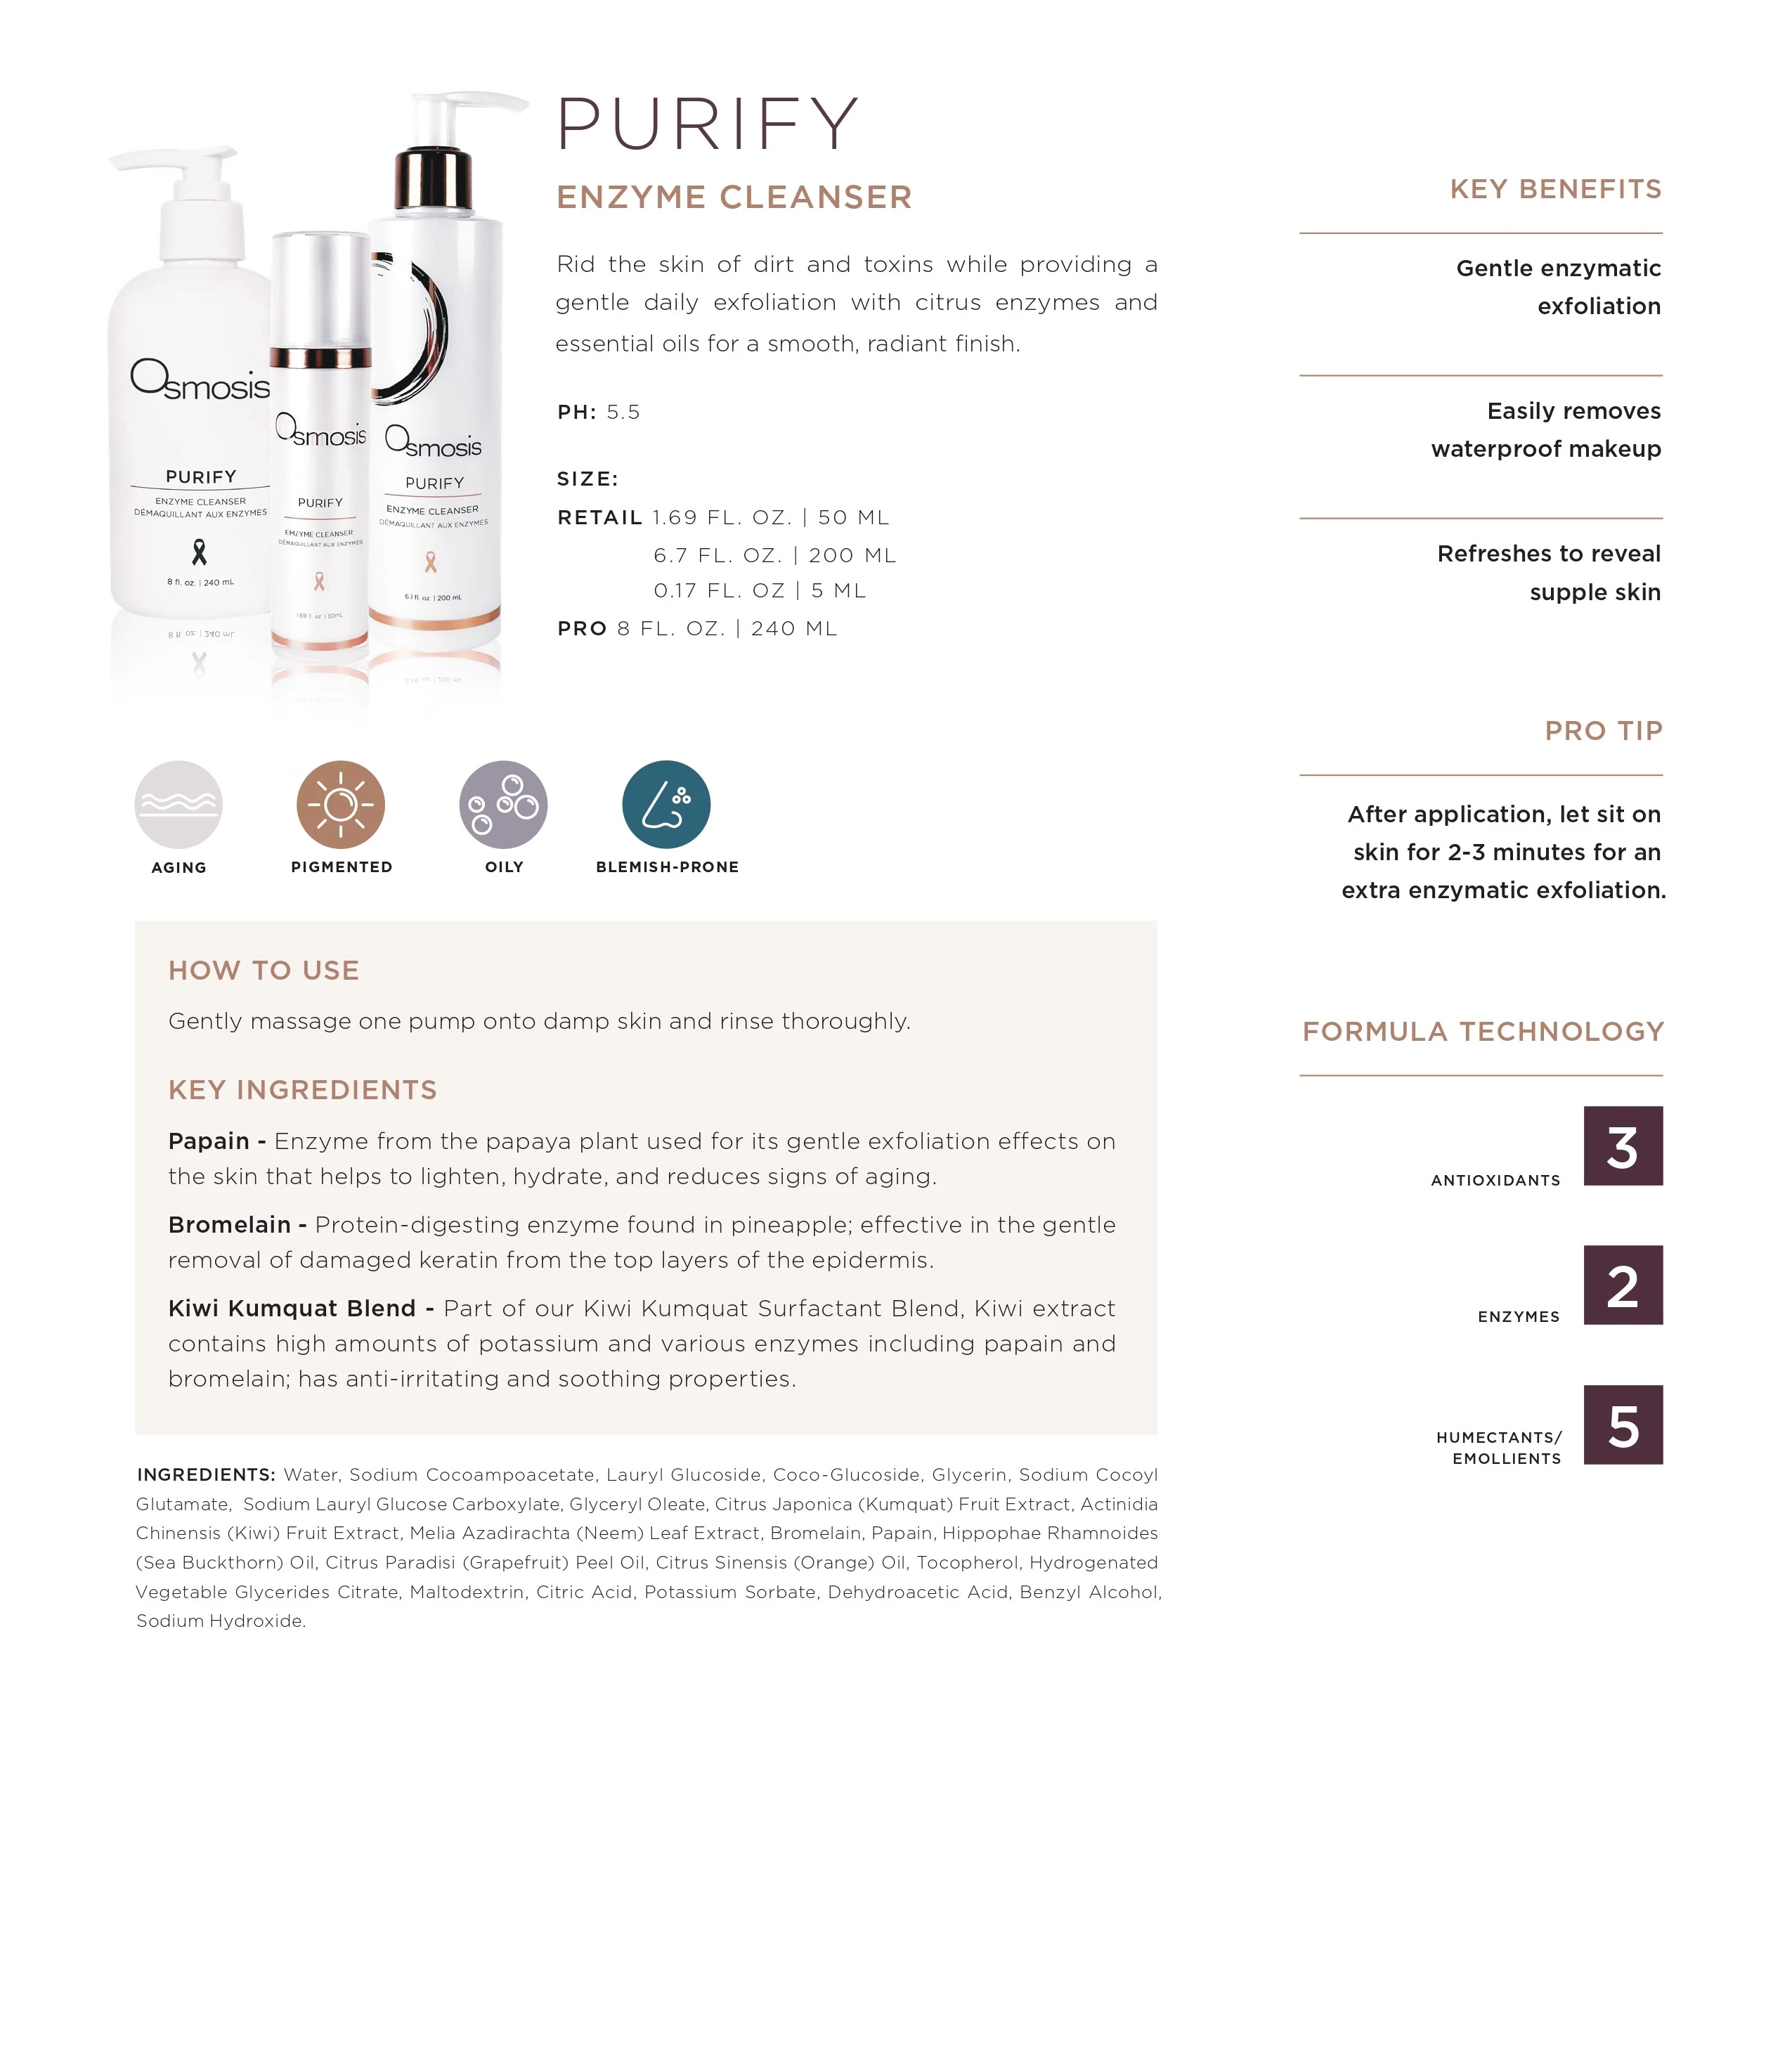 PURIFY
ENZYME CLEANSER
Rid the skin of dirt and toxins while providing a
gentle daily exfoliation with citrus enzymes and
essential oils for a smooth, radiant finish.
PH: 5.5
SIZE:
RETAIL 1.69 FL. OZ. | 50 ML
6.7 FL. OZ. | 200 ML
0.17 FL. OZ | 5 ML
PRO 8 FL. OZ. | 240 ML
Osmosis
PURIFY
ENZYME CLEANSER
DÉMAQUILLANT AUX ENZYMES
8 fl. oz. | 240 mL
Osmosis
PURIFY
ENZYME CLEANSER
DÉMAQUILLANT AUX ENZYMES
1.69 fl. oz. | 50mL
Osmosis
PURIFY
ENZYME CLEANSER
DÉMAQUILLANT AUX ENZYMES
6.7 fl. oz. | 200 mL
AGING
PIGMENTED
OILY
BLEMISH-PRONE
HOW TO USE
Gently massage one pump onto damp skin and rinse thoroughly.
KEY INGREDIENTS
Papain - Enzyme from the papaya plant used for its gentle exfoliation effects on
the skin that helps to lighten, hydrate, and reduces signs of aging.
Bromelain - Protein-digesting enzyme found in pineapple; effective in the gentle
removal of damaged keratin from the top layers of the epidermis.
Kiwi Kumquat Blend - Part of our Kiwi Kumquat Surfactant Blend, Kiwi extract
contains high amounts of potassium and various enzymes including papain and
bromelain; has anti-irritating and soothing properties.
INGREDIENTS: Water, Sodium Cocoampoacetate, Lauryl Glucoside, Coco-Glucoside, Glycerin, Sodium Cocoyl
Glutamate, Sodium Lauryl Glucose Carboxylate, Glyceryl Oleate, Citrus Japonica (Kumquat) Fruit Extract, Actinidia
Chinensis (Kiwi) Fruit Extract, Melia Azadirachta (Neem) Leaf Extract, Bromelain, Papain, Hippophae Rhamnoides
(Sea Buckthorn) Oil, Citrus Paradisi (Grapefruit) Peel Oil, Citrus Sinensis (Orange) Oil, Tocopherol, Hydrogenated
Vegetable Glycerides Citrate, Maltodextrin, Citric Acid, Potassium Sorbate, Dehydroacetic Acid, Benzyl Alcohol,
Sodium Hydroxide.
KEY BENEFITS
Gentle enzymatic
exfoliation
Easily removes
waterproof makeup
Refreshes to reveal
supple skin
PRO TIP
After application, let sit on
skin for 2-3 minutes for an
extra enzymatic exfoliation.
FORMULA TECHNOLOGY
ANTIOXIDANTS 3
ENZYMES 2
HUMECTANTS/
EMOLLIENTS 5